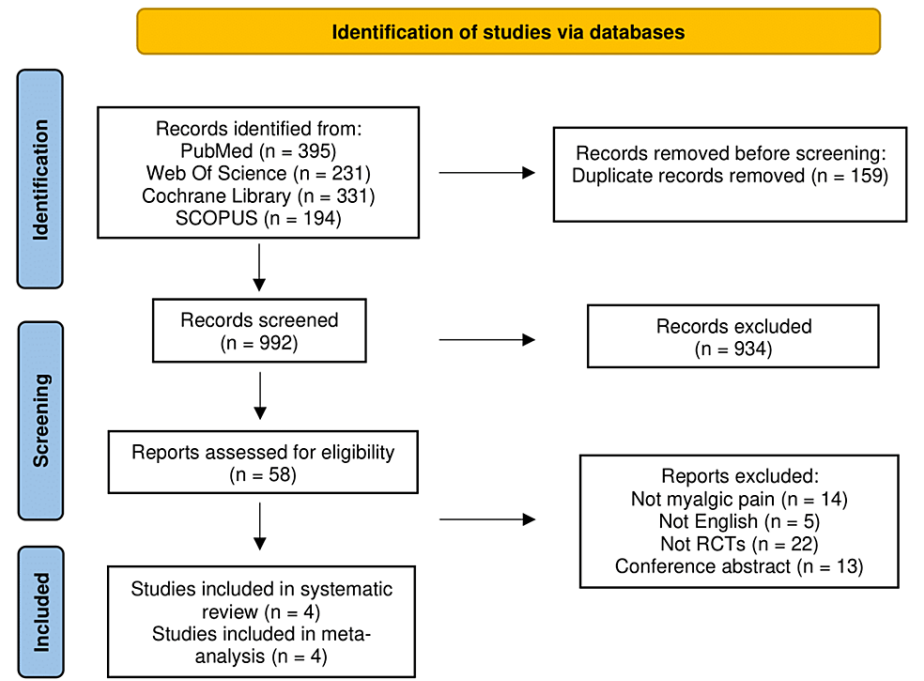 Identification of studies via databases
Identification
Records identified from:
PubMed (n = 395)
Web Of Science (n = 231)
Cochrane Library (n = 331)
SCOPUS (n = 194)
Records removed before screening:
Duplicate records removed (n = 159)
Screening
Records screened
(n = 992)
Records excluded
(n = 934)
Reports assessed for eligibility
(n = 58)
Reports excluded:
Not myalgic pain (n = 14)
Not English (n = 5)
Not RCTs (n = 22)
Conference abstract (n = 13)
Included
Studies included in systematic
review (n = 4)
Studies included in meta-
analysis (n = 4)